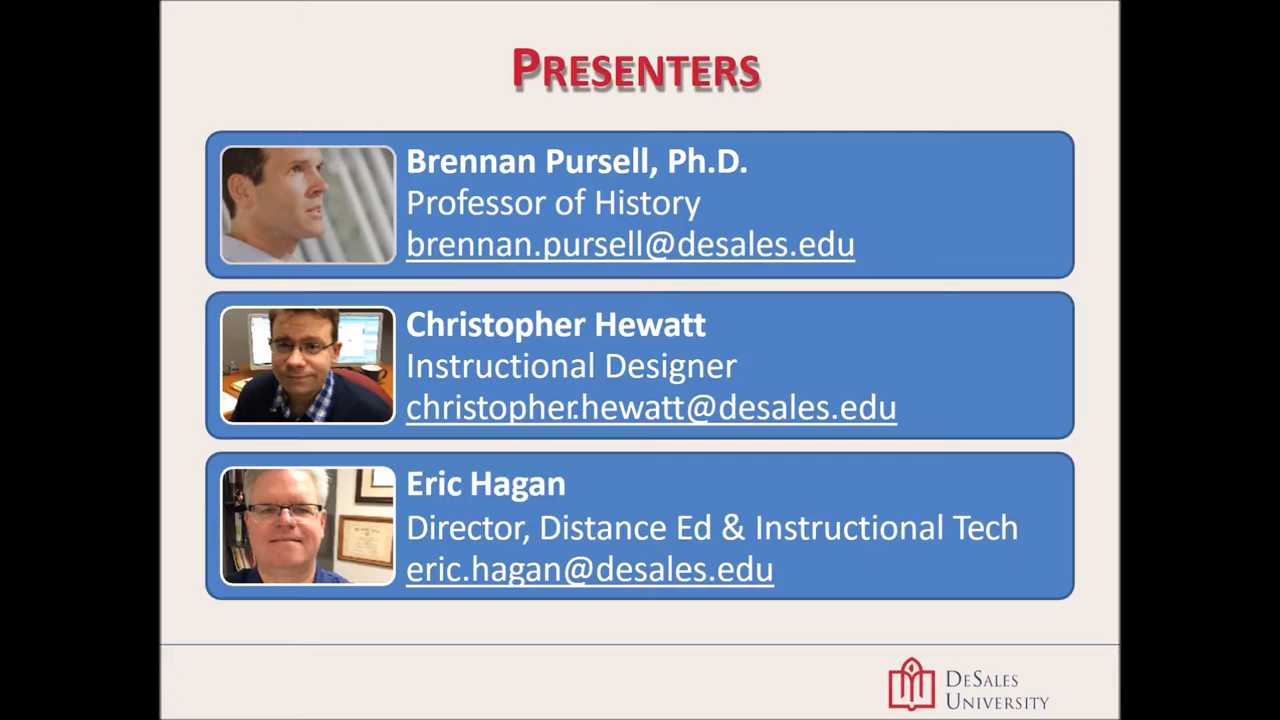 PRESENTERS
Brennan Pursell, Ph.D.
Professor of History
brennan.pursell@desales.edu
Christopher Hewatt
Instructional Designer
christopher.hewatt@desales.edu
Eric Hagan
Director, Distance Ed & Instructional Tech
eric.hagan@desales.edu
DESALES
UNIVERSITY